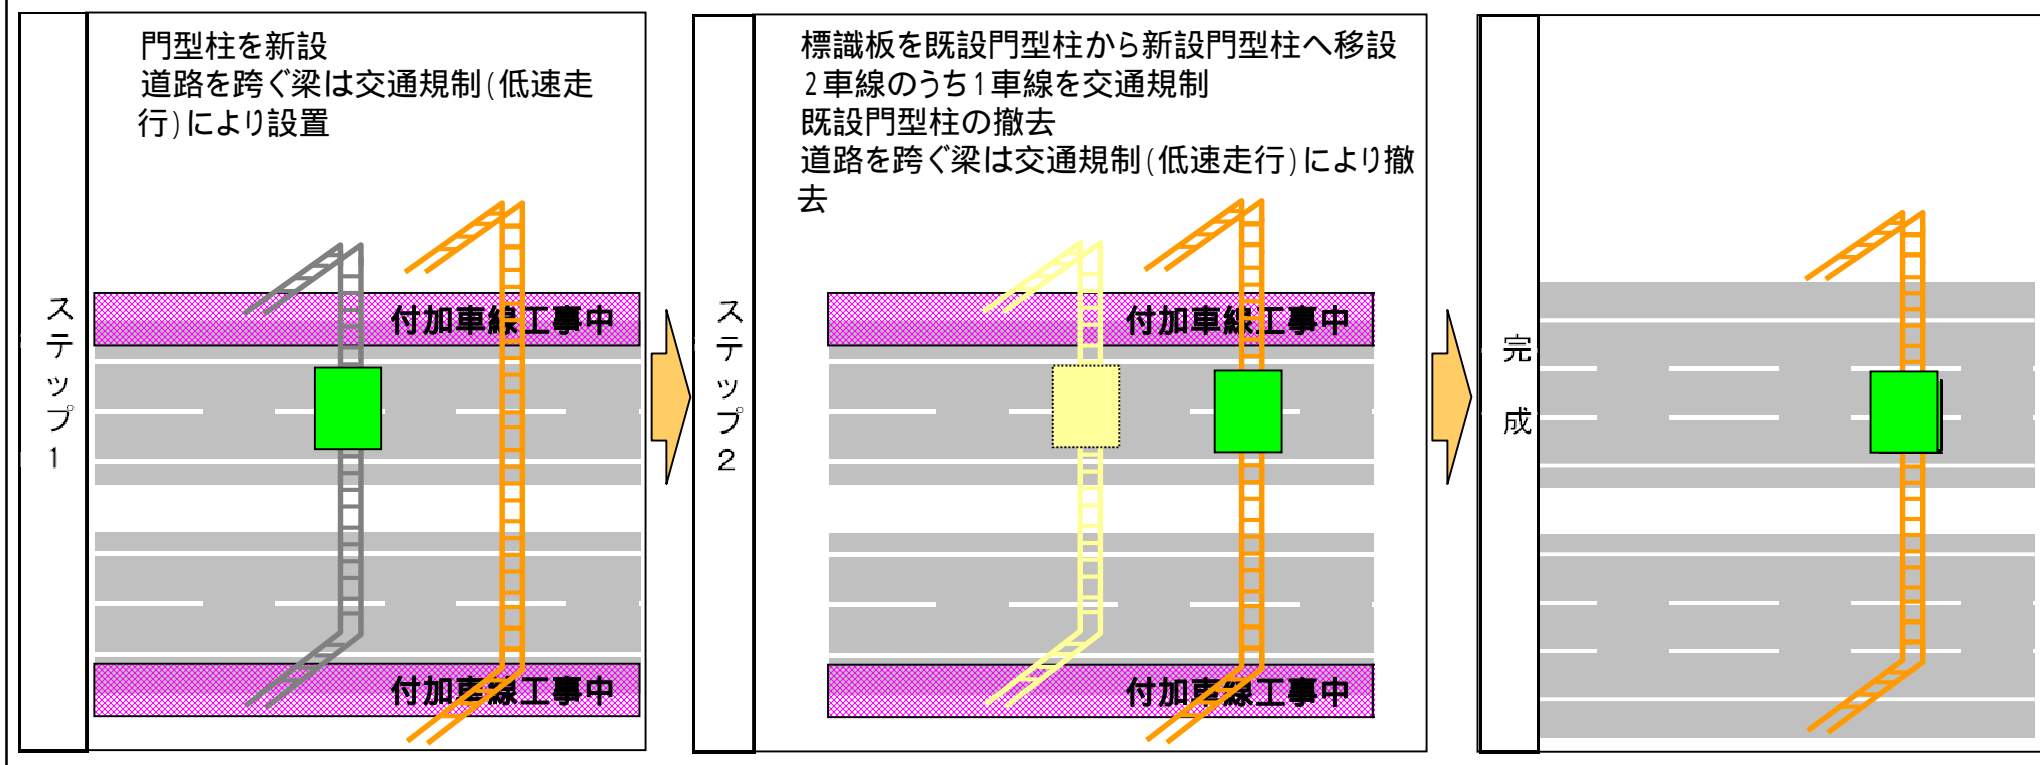 ステップ1
門型柱を新設
道路を跨ぐ梁は交通規制(低速走
行)により設置
付加車線工事中
付加車線工事中
ステップ2
標識板を既設門型柱から新設門型柱へ移設
2車線のうち1車線を交通規制
既設門型柱の撤去
道路を跨ぐ梁は交通規制(低速走行)により撤
去
付加車線工事中
付加車線工事中
完成